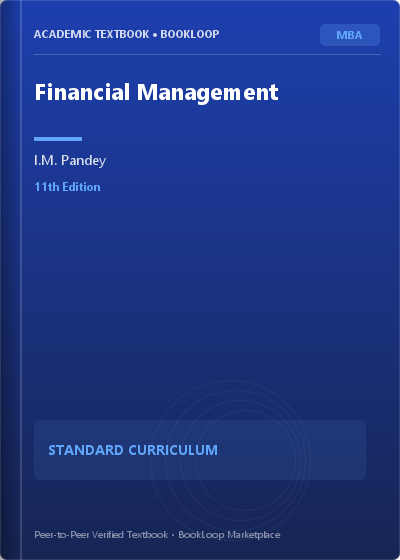 ACADEMIC TEXTBOOK • BOOKLOOP
MBA
Financial Management
I.M. Pandey
11th Edition
STANDARD CURRICULUM
Peer-to-Peer Verified Textbook • BookLoop Marketplace